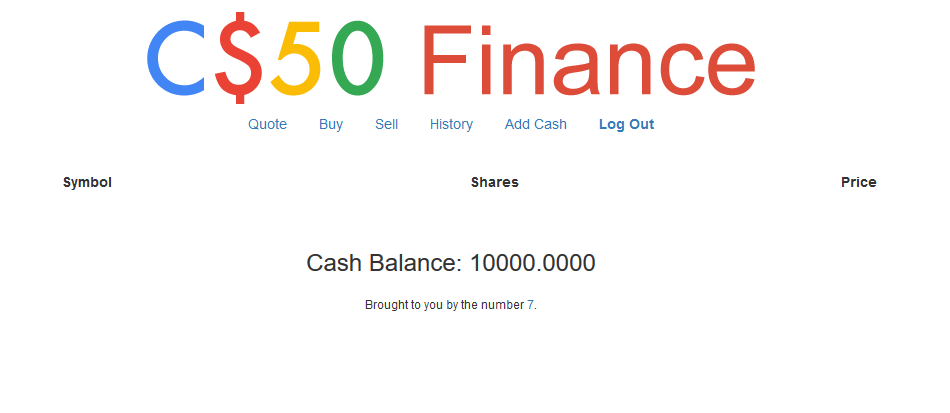 C$50 Finance
Quote Buy Sell History Add Cash Log Out
Symbol Shares Price
Cash Balance: 10000.0000
Brought to you by the number 7.